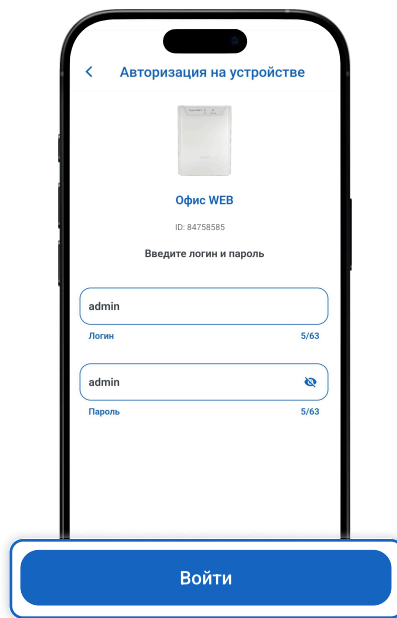 Авторизация на устройстве
Офис WEB
ID: 84758585
Введите логин и пароль
admin
Логин 5/63
admin
Пароль 5/63
Войти